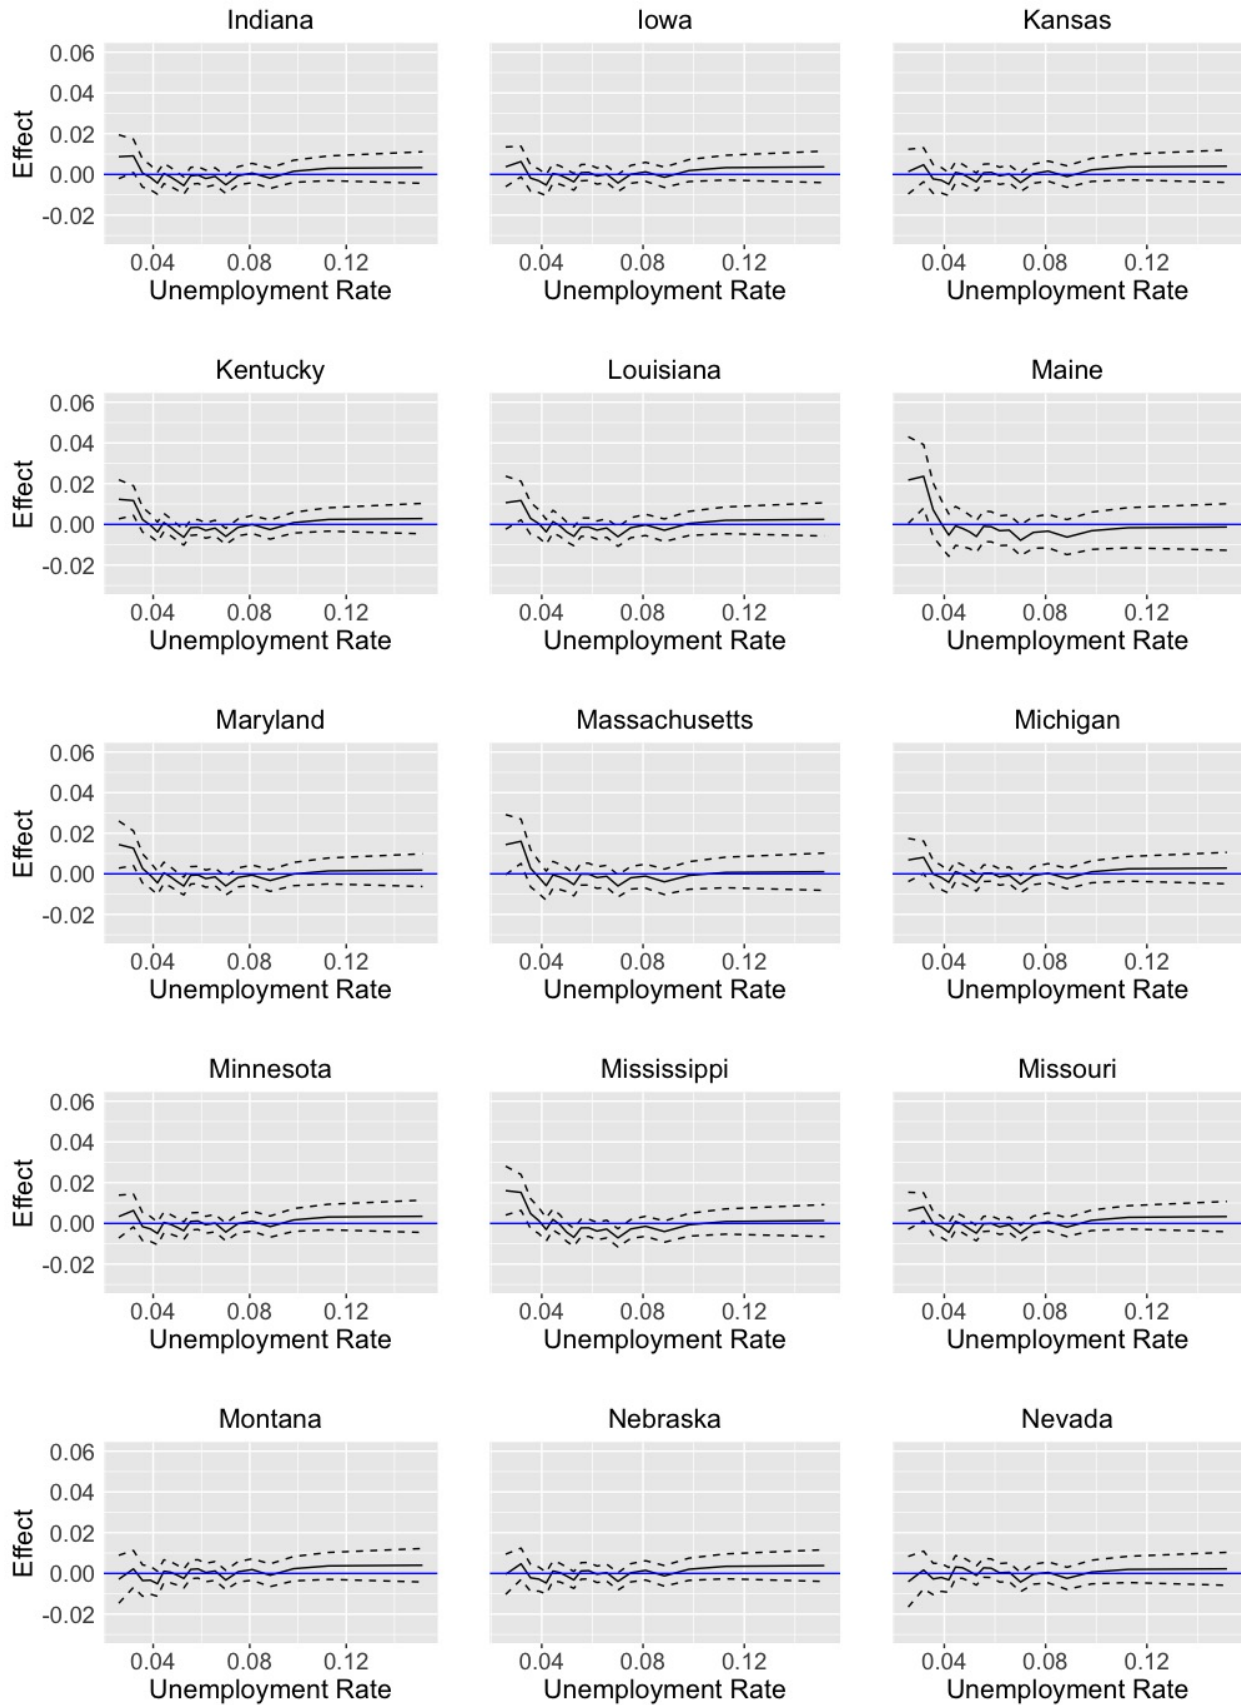 Indiana
Iowa
Kansas
0.06
0.04
0.02
0.00
-0.02
Effect
0.04 0.08 0.12
0.04 0.08 0.12
0.04 0.08 0.12
Unemployment Rate
Unemployment Rate
Unemployment Rate
Kentucky
Louisiana
Maine
0.06
0.04
0.02
0.00
-0.02
Effect
0.04 0.08 0.12
0.04 0.08 0.12
0.04 0.08 0.12
Unemployment Rate
Unemployment Rate
Unemployment Rate
Maryland
Massachusetts
Michigan
0.06
0.04
0.02
0.00
-0.02
Effect
0.04 0.08 0.12
0.04 0.08 0.12
0.04 0.08 0.12
Unemployment Rate
Unemployment Rate
Unemployment Rate
Minnesota
Mississippi
Missouri
0.06
0.04
0.02
0.00
-0.02
Effect
0.04 0.08 0.12
0.04 0.08 0.12
0.04 0.08 0.12
Unemployment Rate
Unemployment Rate
Unemployment Rate
Montana
Nebraska
Nevada
0.06
0.04
0.02
0.00
-0.02
Effect
0.04 0.08 0.12
0.04 0.08 0.12
0.04 0.08 0.12
Unemployment Rate
Unemployment Rate
Unemployment Rate